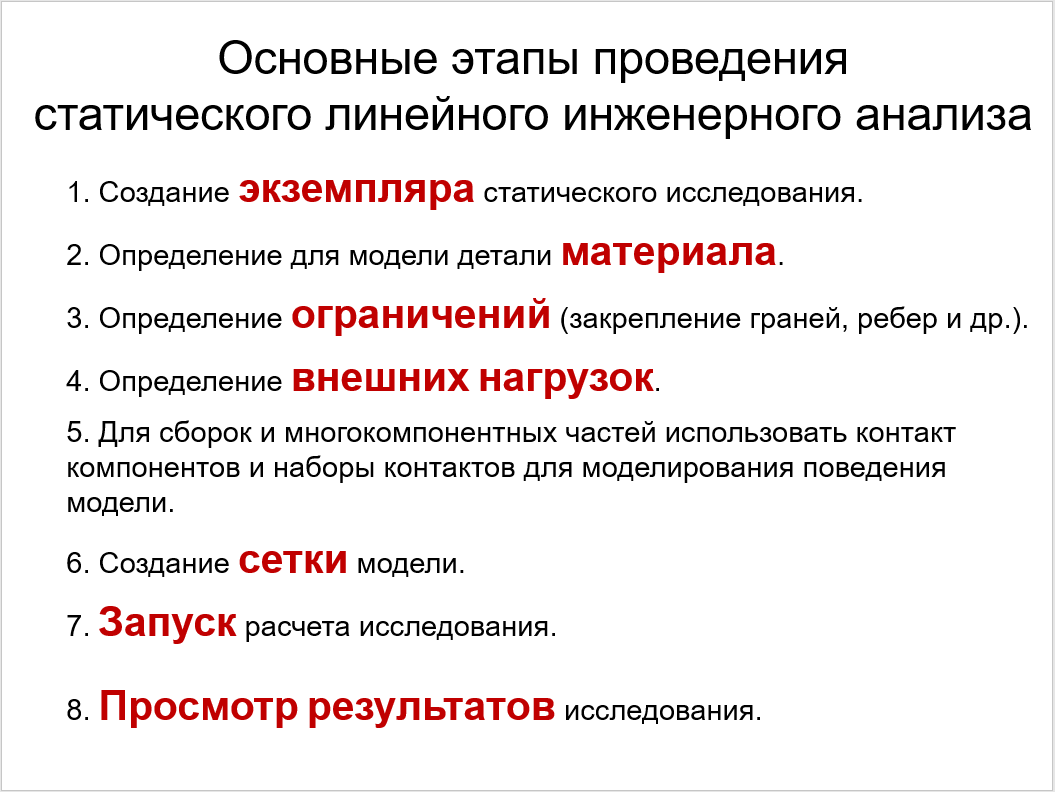 Основные этапы проведения
статического линейного инженерного анализа
1. Создание экземпляра статического исследования.
2. Определение для модели детали материала.
3. Определение ограничений (закрепление граней, ребер и др.).
4. Определение внешних нагрузок.
5. Для сборок и многокомпонентных частей использовать контакт
компонентов и наборы контактов для моделирования поведения
модели.
6. Создание сетки модели.
7. Запуск расчета исследования.
8. Просмотр результатов исследования.